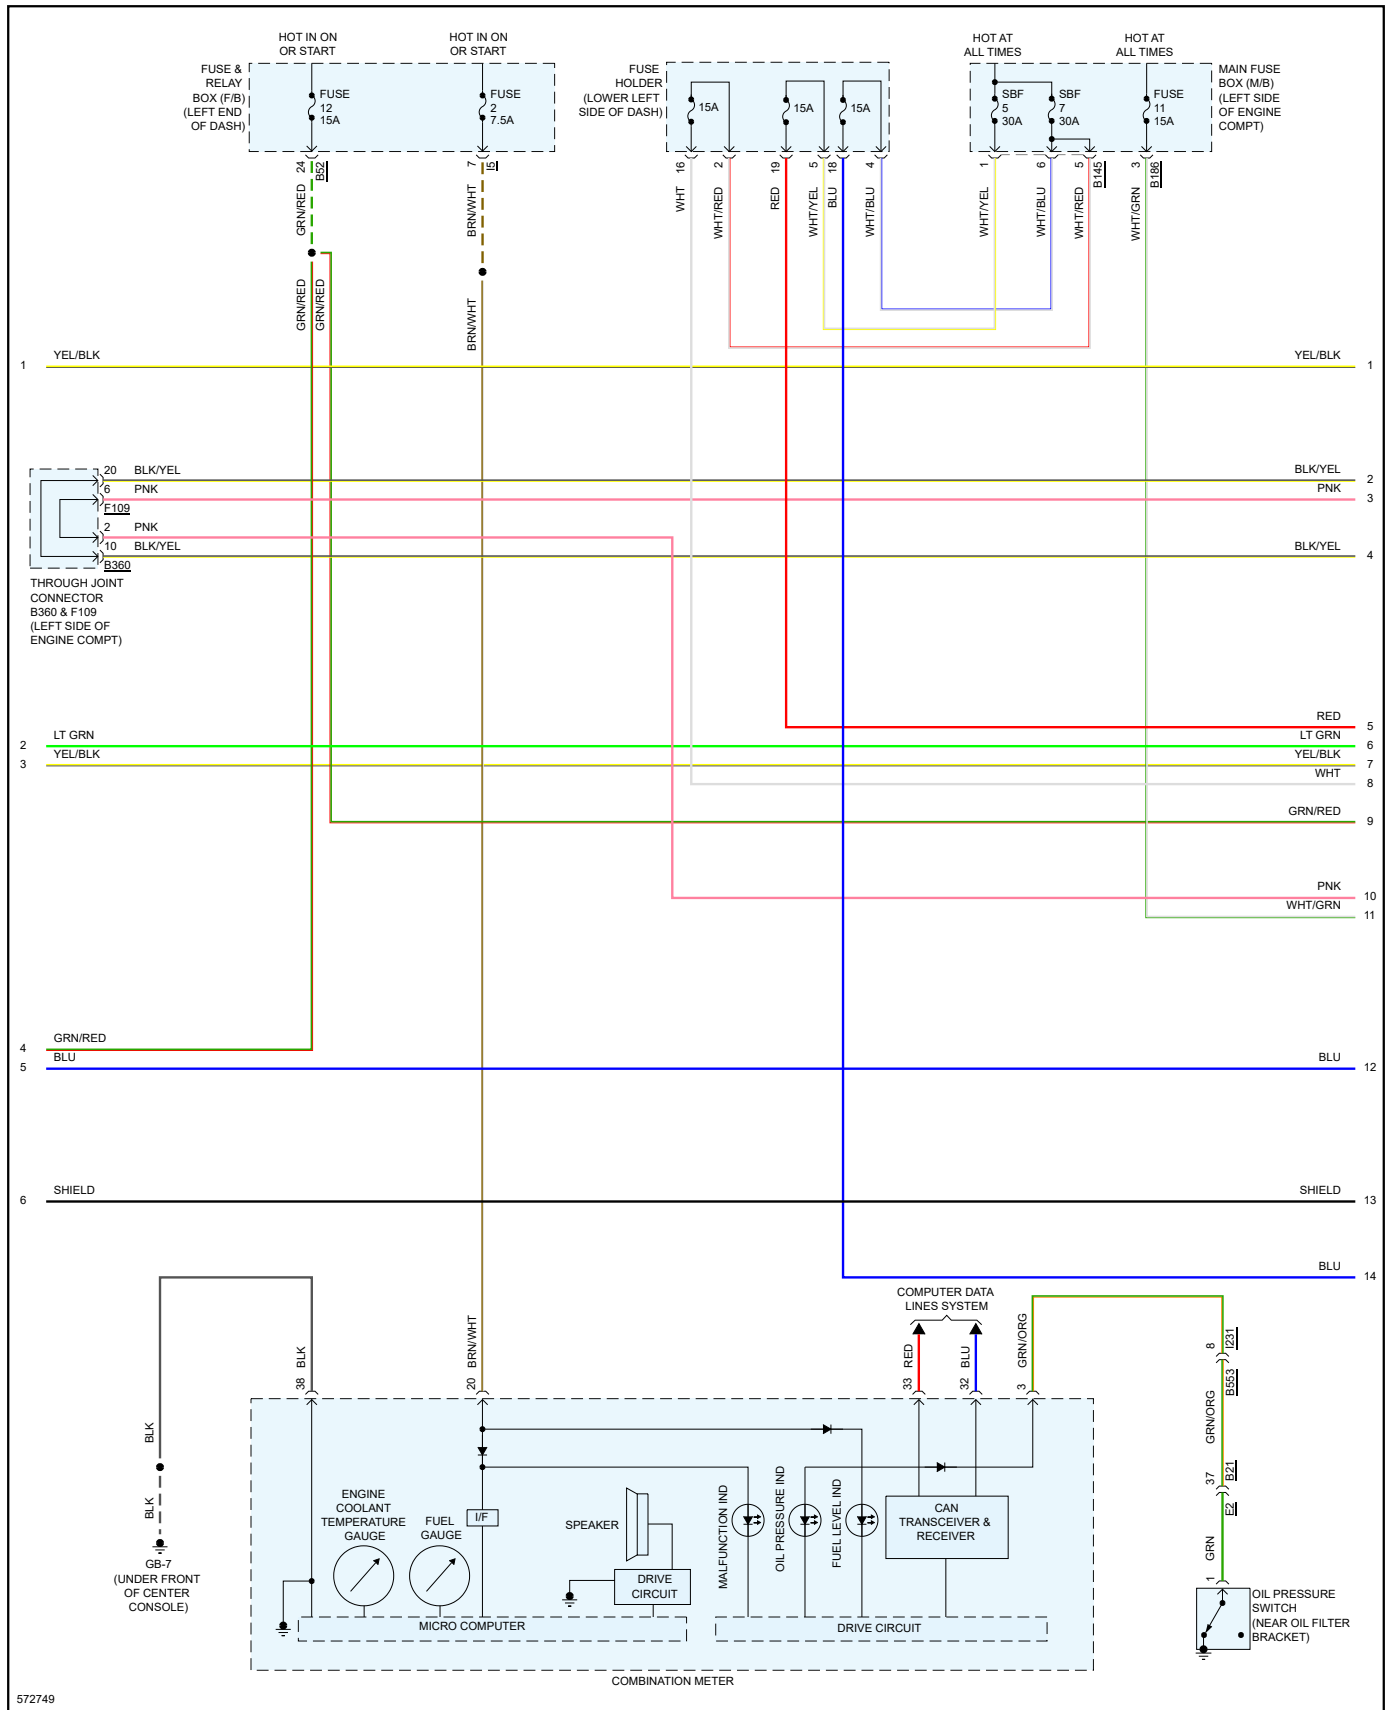 HOT IN ON
OR START
HOT IN ON
OR START
HOT AT
ALL TIMES
HOT AT
ALL TIMES
FUSE &
RELAY
BOX (F/B)
(LEFT END
OF DASH)
FUSE
12
15A
FUSE
2
7.5A
FUSE
HOLDER
(LOWER LEFT
SIDE OF DASH)
15A
15A
15A
SBF
5
30A
SBF
7
30A
FUSE
11
15A
MAIN FUSE
BOX (M/B)
(LEFT SIDE
OF ENGINE
COMPT)
24
B52
7
I5
16
2
19
5
18
4
1
6
5
B145
3
B186
GRN/RED
BRN/WHT
WHT
WHT/RED
RED
WHT/YEL
BLU
WHT/BLU
WHT/YEL
WHT/BLU
WHT/RED
WHT/GRN
GRN/RED
GRN/RED
BRN/WHT
1
YEL/BLK
YEL/BLK
1
20
BLK/YEL
BLK/YEL
2
6
PNK
PNK
3
F109
2
PNK
10
BLK/YEL
BLK/YEL
4
B360
THROUGH JOINT
CONNECTOR
B360 & F109
(LEFT SIDE OF
ENGINE COMPT)
RED
5
2
LT GRN
LT GRN
6
3
YEL/BLK
YEL/BLK
7
WHT
8
GRN/RED
9
PNK
10
WHT/GRN
11
4
GRN/RED
5
BLU
BLU
12
6
SHIELD
SHIELD
13
BLU
14
COMPUTER DATA
LINES SYSTEM
BLK
BRN/WHT
RED
BLU
GRN/ORG
38
20
33
32
3
8
I231
B553
GRN/ORG
37
B21
E2
GRN
1
BLK
BLK
GB-7
(UNDER FRONT
OF CENTER
CONSOLE)
ENGINE
COOLANT
TEMPERATURE
GAUGE
FUEL
GAUGE
I/F
SPEAKER
DRIVE
CIRCUIT
MALFUNCTION IND
OIL PRESSURE IND
FUEL LEVEL IND
CAN
TRANSCEIVER &
RECEIVER
MICRO COMPUTER
DRIVE CIRCUIT
OIL PRESSURE
SWITCH
(NEAR OIL FILTER
BRACKET)
COMBINATION METER
572749